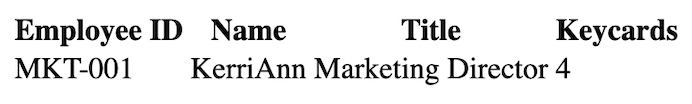 Employee ID Name Title Keycards
MKT-001 KerriAnn Marketing Director 4